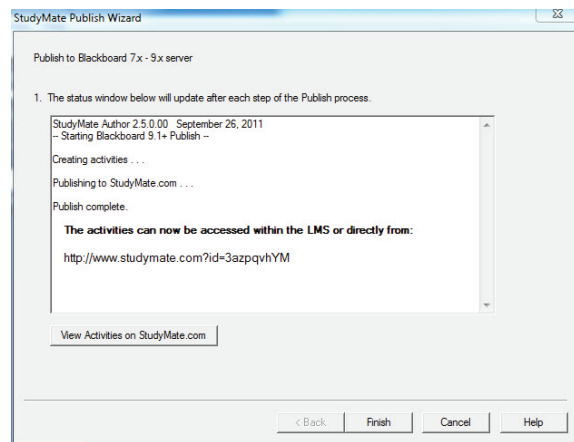 StudyMate Publish Wizard
Publish to Blackboard 7.x - 9.x server
1. The status window below will update after each step of the Publish process.
StudyMate Author 2.5.0.00 September 26, 2011
-- Starting Blackboard 9.1+ Publish --
Creating activities . . .
Publishing to StudyMate.com . . .
Publish complete.
The activities can now be accessed within the LMS or directly from:
http://www.studymate.com?id=3azpqvhYM
View Activities on StudyMate.com
< Back Finish Cancel Help